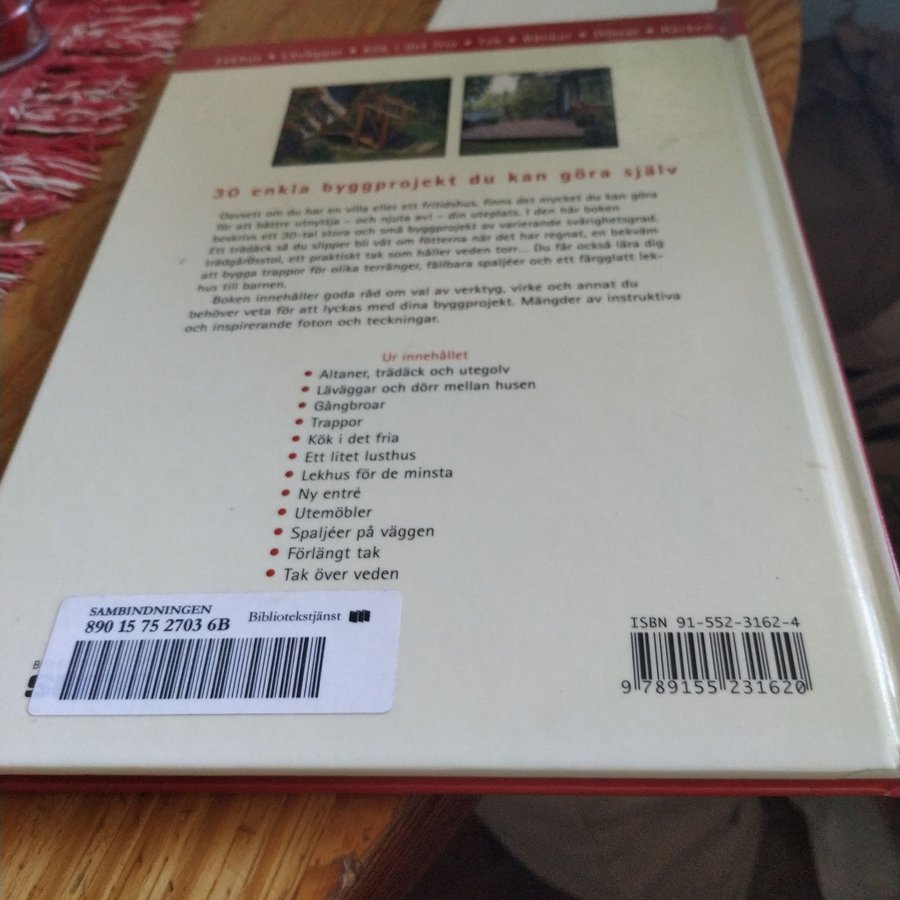 Lekhus • Läväggar • Kök i det fria • Tak • Bänkar
30 enkla byggprojekt du kan göra själv
Oavsett om du har en villa eller ett fritidshus, finns det mycket du kan göra
för att bättre utnyttja – och njuta av! – din uteplats. I den här boken
beskrivs ett 30-tal stora och små byggprojekt av varierande svårighetsgrad.
Ett trädäck så du slipper bli våt om fötterna när det har regnat, en bekväm
trädgårdsstol, ett praktiskt tak som håller veden torr... Du får också lära dig
att bygga trappor för olika terränger, fällbara spaljéer och ett färgglatt lek-
hus till barnen.
Boken innehåller goda råd om val av verktyg, virke och annat du
behöver veta för att lyckas med dina byggprojekt. Mängder av instruktiva
och inspirerande foton och teckningar.
Ur innehållet
• Altaner, trädäck och utegolv
• Läväggar och dörr mellan husen
• Gångbroar
• Trappor
• Kök i det fria
• Ett litet lusthus
• Lekhus för de minsta
• Ny entré
• Utemöbler
• Spaljéer på väggen
• Förlängt tak
• Tak över veden
SAMBINDNINGEN
890 15 75 2703 6B Bibliotekstjänst
ISBN 91-552-3162-4
9 789155 231620